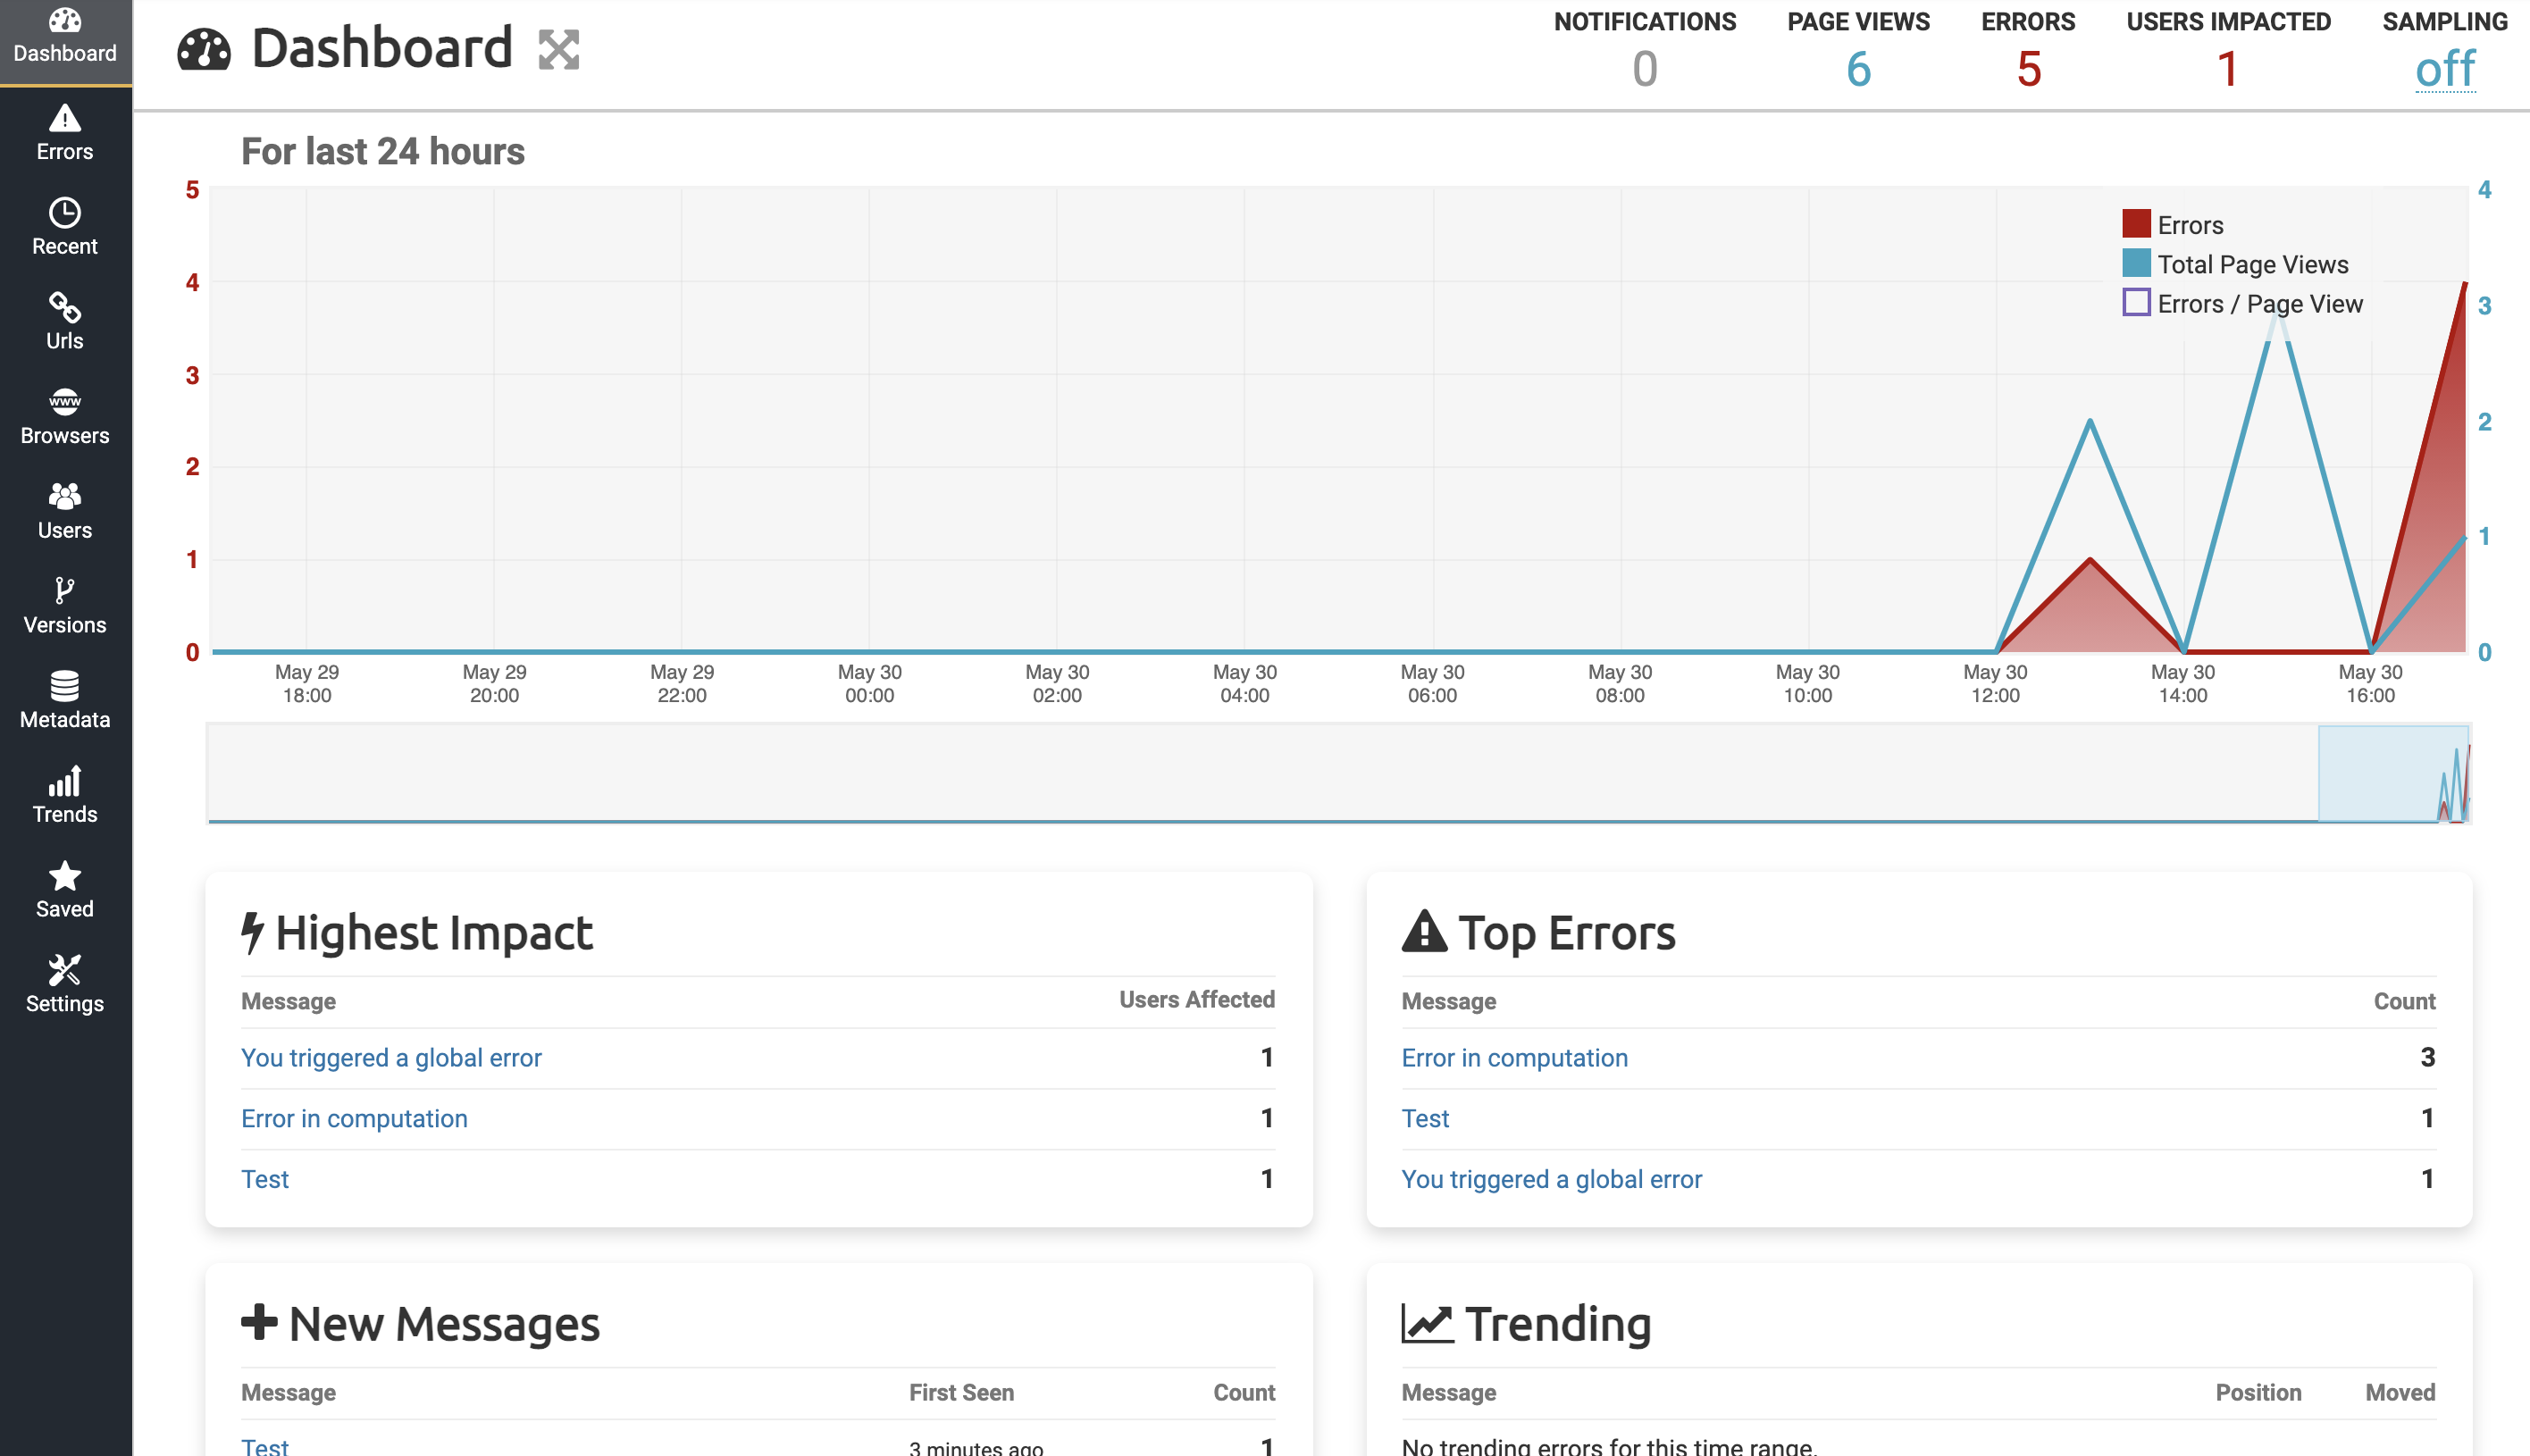 Dashboard
Errors
Recent
Urls
www
Browsers
Users
Versions
Metadata
Trends
Saved
Settings
Dashboard
NOTIFICATIONS PAGE VIEWS ERRORS USERS IMPACTED SAMPLING
0 6 5 1 off
For last 24 hours
5
4
3
2
1
0
4
3
2
1
0
Errors
Total Page Views
Errors / Page View
May 29 May 29 May 29 May 30 May 30 May 30 May 30 May 30 May 30 May 30 May 30 May 30
18:00 20:00 22:00 00:00 02:00 04:00 06:00 08:00 10:00 12:00 14:00 16:00
Highest Impact
Message Users Affected
You triggered a global error 1
Error in computation 1
Test 1
Top Errors
Message Count
Error in computation 3
Test 1
You triggered a global error 1
New Messages
Message First Seen Count
Test 3 minutes ago 1
Trending
Message Position Moved
No trending errors for this time range.